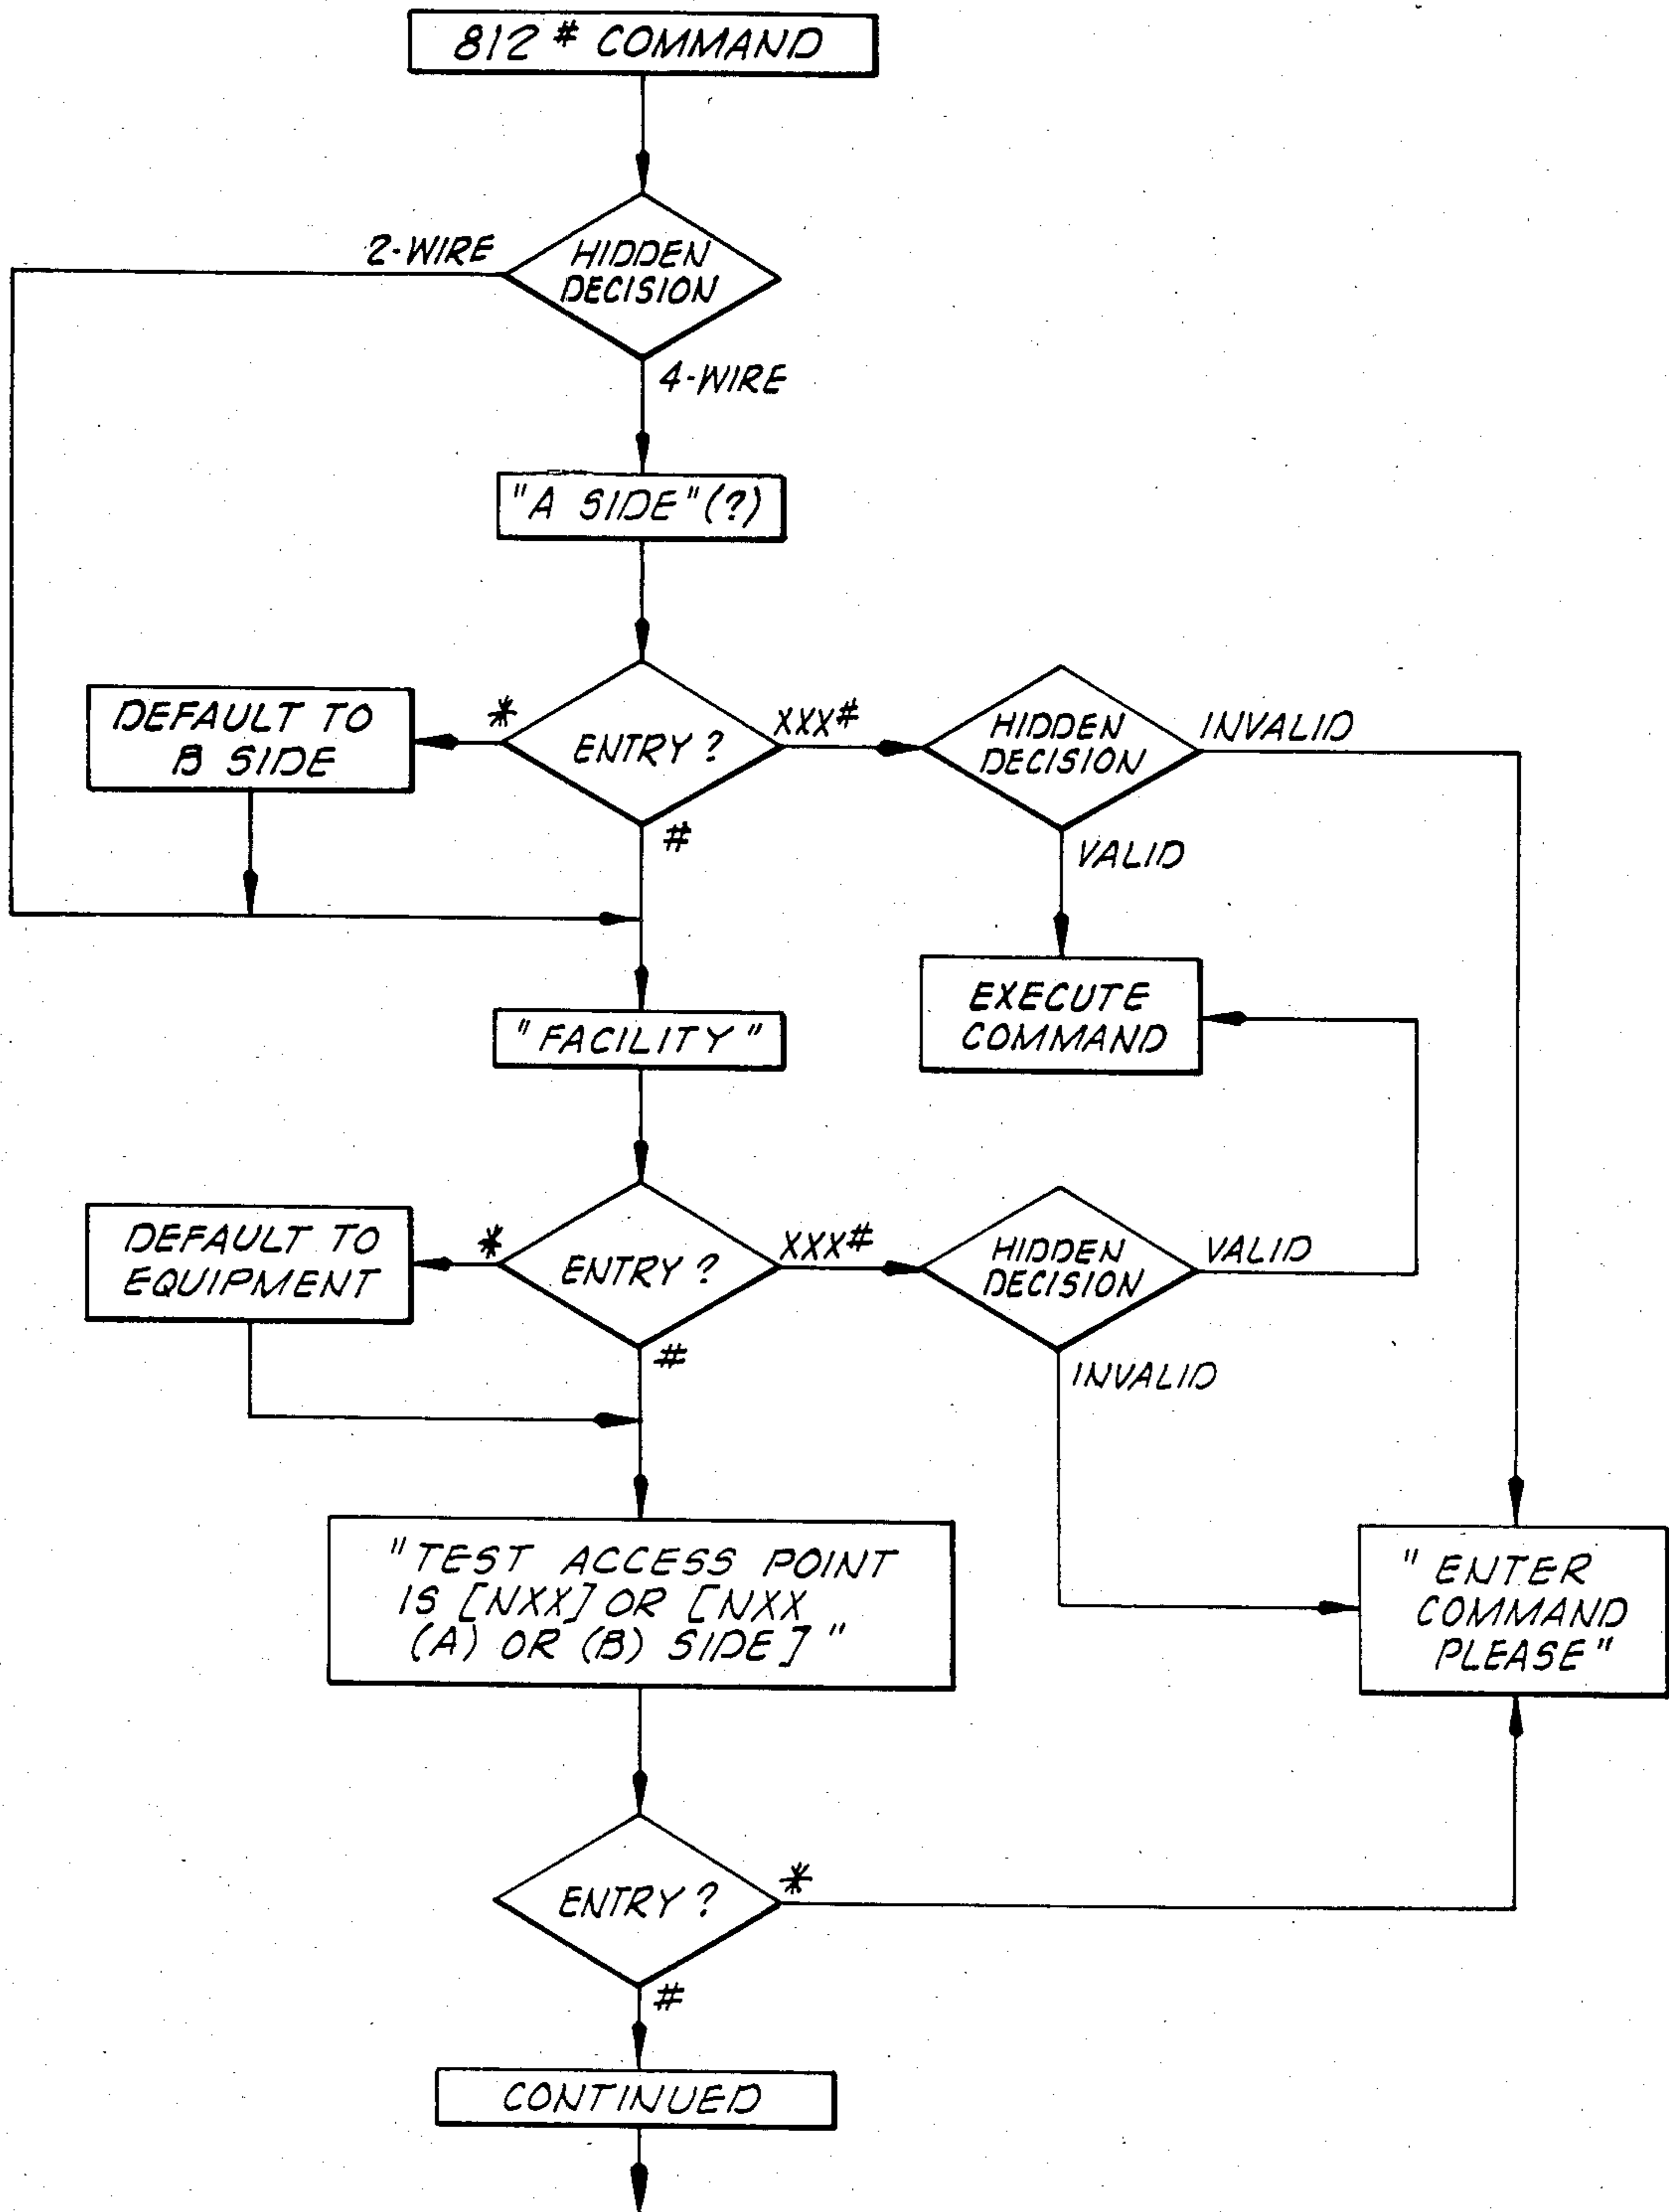 812 # COMMAND
2-WIRE
HIDDEN
DECISION
4-WIRE
"A SIDE"(?)
DEFAULT TO
B SIDE
*
ENTRY?
XXX#
HIDDEN
DECISION
INVALID
#
VALID
EXECUTE
COMMAND
"FACILITY"
DEFAULT TO
EQUIPMENT
*
ENTRY?
XXX#
HIDDEN
DECISION
VALID
#
INVALID
"TEST ACCESS POINT
IS [NXX] OR [NXX
(A) OR (B) SIDE]"
"ENTER
COMMAND
PLEASE"
ENTRY?
*
#
CONTINUED